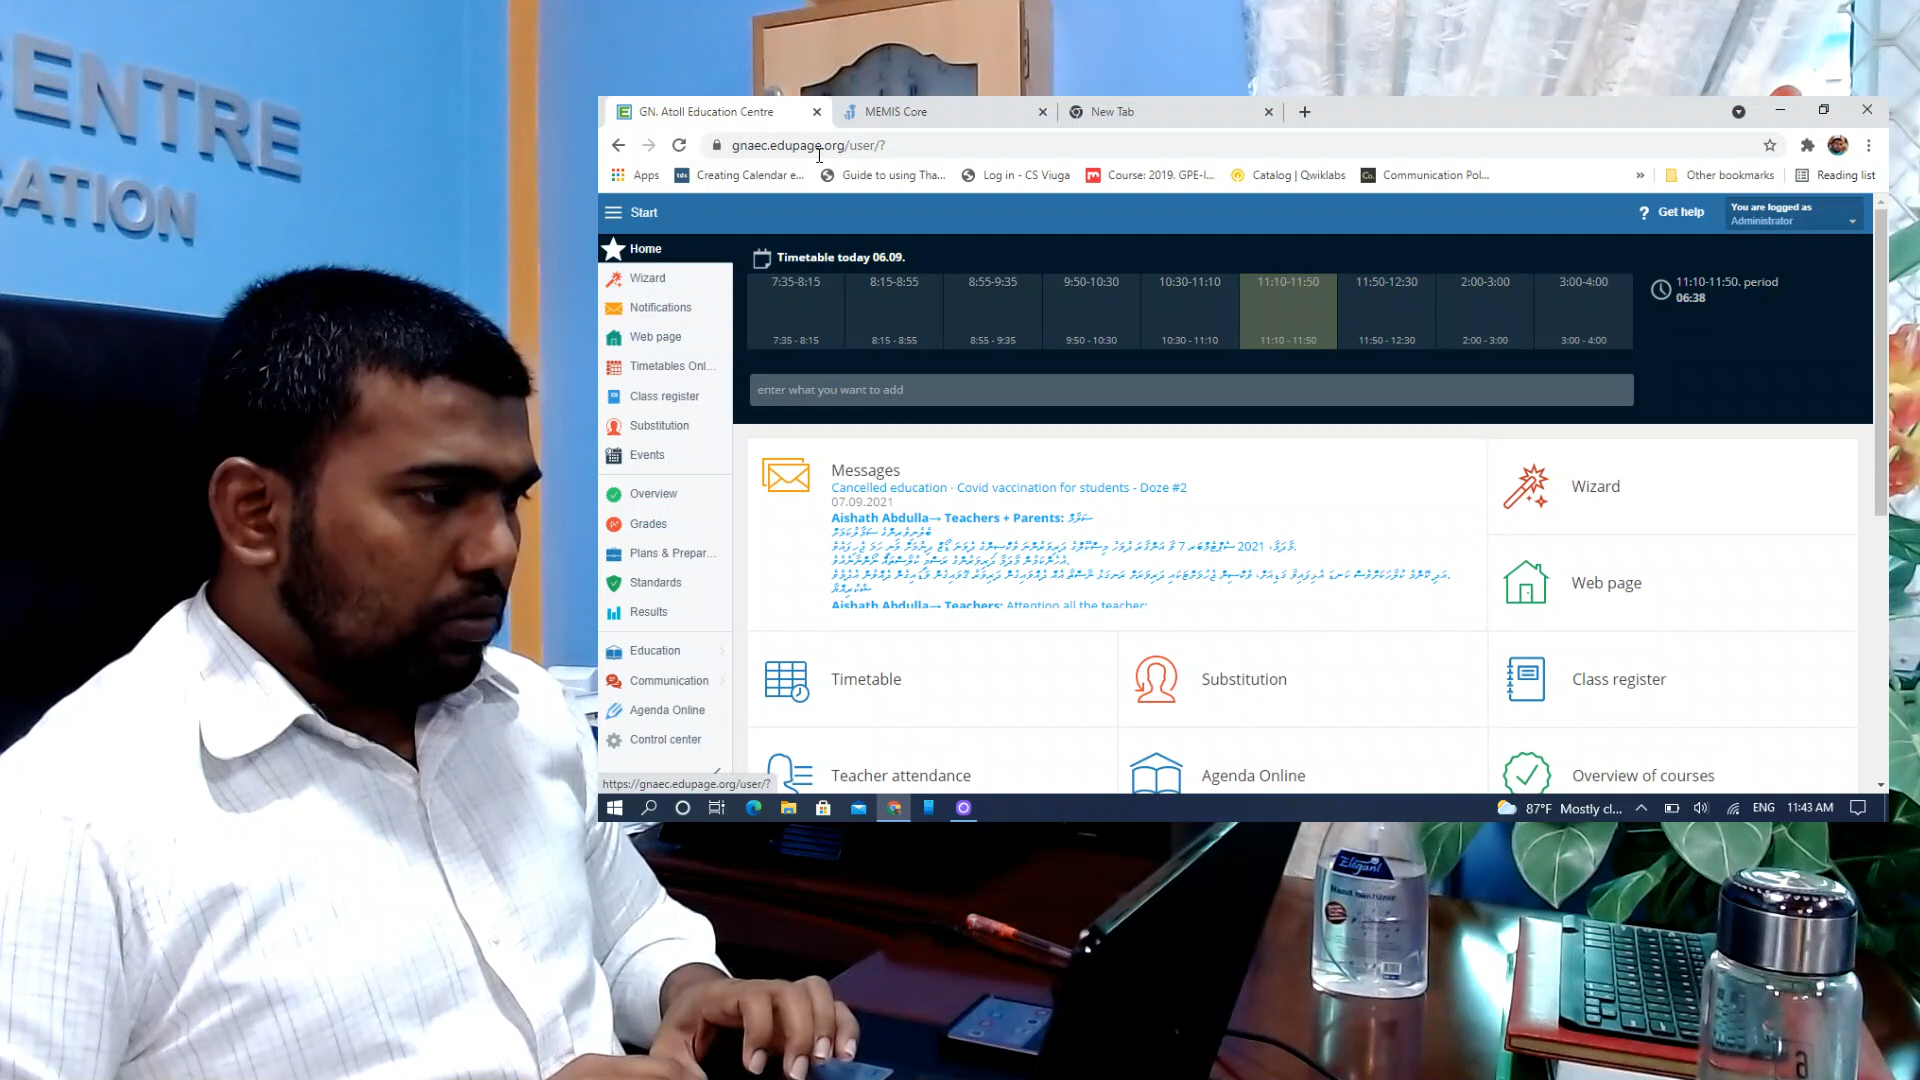 CENTRE
CATION
GN. Atoll Education Centre
MEMIS Core
New Tab
gnaec.edupage.org/user/?
Apps
Creating Calendar e...
Guide to using Tha...
Log in - CS Viuga
Course: 2019. GPE-I...
Catalog | Qwiklabs
Communication Pol...
»
Other bookmarks
Reading list
Start
? Get help
You are logged as
Administrator
Home
Wizard
Notifications
Web page
Timetables Onl...
Class register
Substitution
Events
Overview
Grades
Plans & Prepar...
Standards
Results
Education
Communication
Agenda Online
Control center
https://gnaec.edupage.org/user/?
Timetable today 06.09.
7:35-8:15 8:15-8:55 8:55-9:35 9:50-10:30 10:30-11:10 11:10-11:50 11:50-12:30 2:00-3:00 3:00-4:00
7:35 - 8:15 8:15 - 8:55 8:55 - 9:35 9:50 - 10:30 10:30 - 11:10 11:10 - 11:50 11:50 - 12:30 2:00 - 3:00 3:00 - 4:00
11:10-11:50. period
06:38
enter what you want to add
Messages
Cancelled education · Covid vaccination for students - Doze #2
07.09.2021
Aishath Abdulla→ Teachers + Parents:
Aishath Abdulla→ Teachers: Attention all the teacher:
Wizard
Web page
Timetable
Substitution
Class register
Teacher attendance
Agenda Online
Overview of courses
87°F Mostly cl...
ENG
11:43 AM
Elegant
Hand Sanitizer